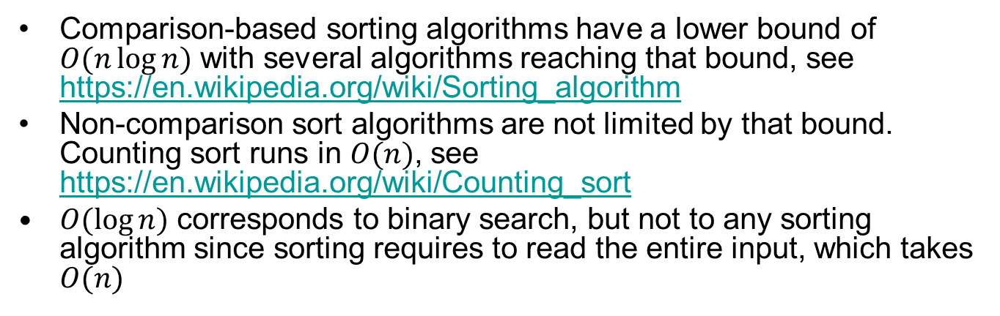 • Comparison-based sorting algorithms have a lower bound of
O(n log n) with several algorithms reaching that bound, see
https://en.wikipedia.org/wiki/Sorting_algorithm
• Non-comparison sort algorithms are not limited by that bound.
Counting sort runs in O(n), see
https://en.wikipedia.org/wiki/Counting_sort
• O(log n) corresponds to binary search, but not to any sorting
algorithm since sorting requires to read the entire input, which takes
O(n)